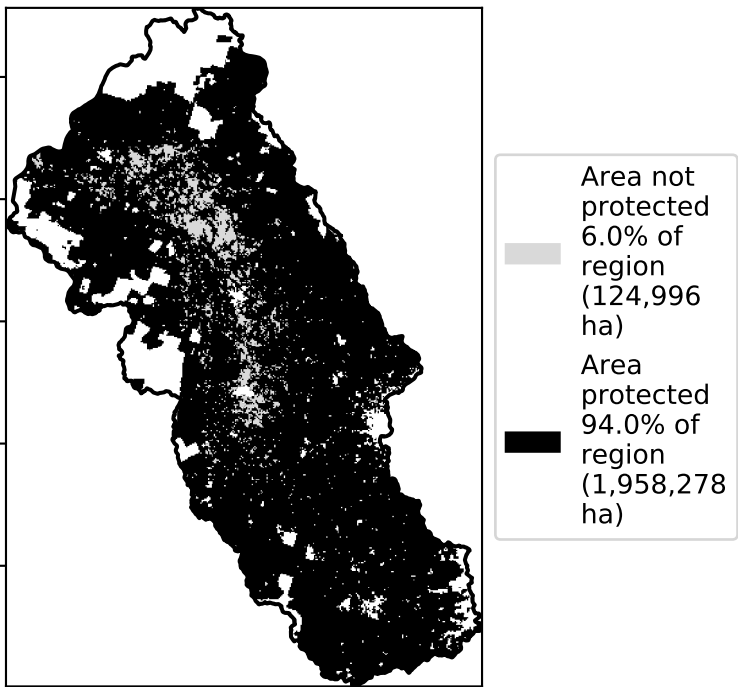 Area not
protected
6.0% of
region
(124,996
ha)
Area
protected
94.0% of
region
(1,958,278
ha)